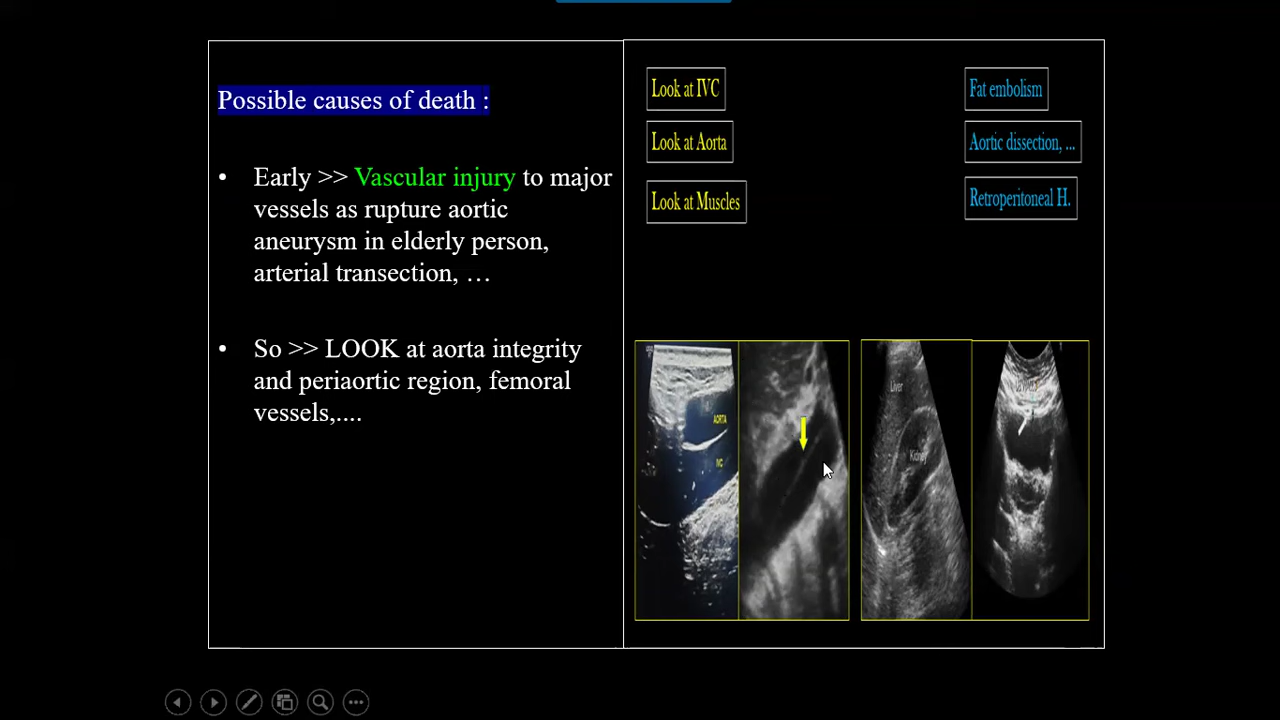 Possible causes of death :
• Early >> Vascular injury to major
vessels as rupture aortic
aneurysm in elderly person,
arterial transection, …
• So >> LOOK at aorta integrity
and periaortic region, femoral
vessels,....
Look at IVC
Fat embolism
Look at Aorta
Aortic dissection, ...
Look at Muscles
Retroperitoneal H.
AORTA
IVC
Liver
Kidney